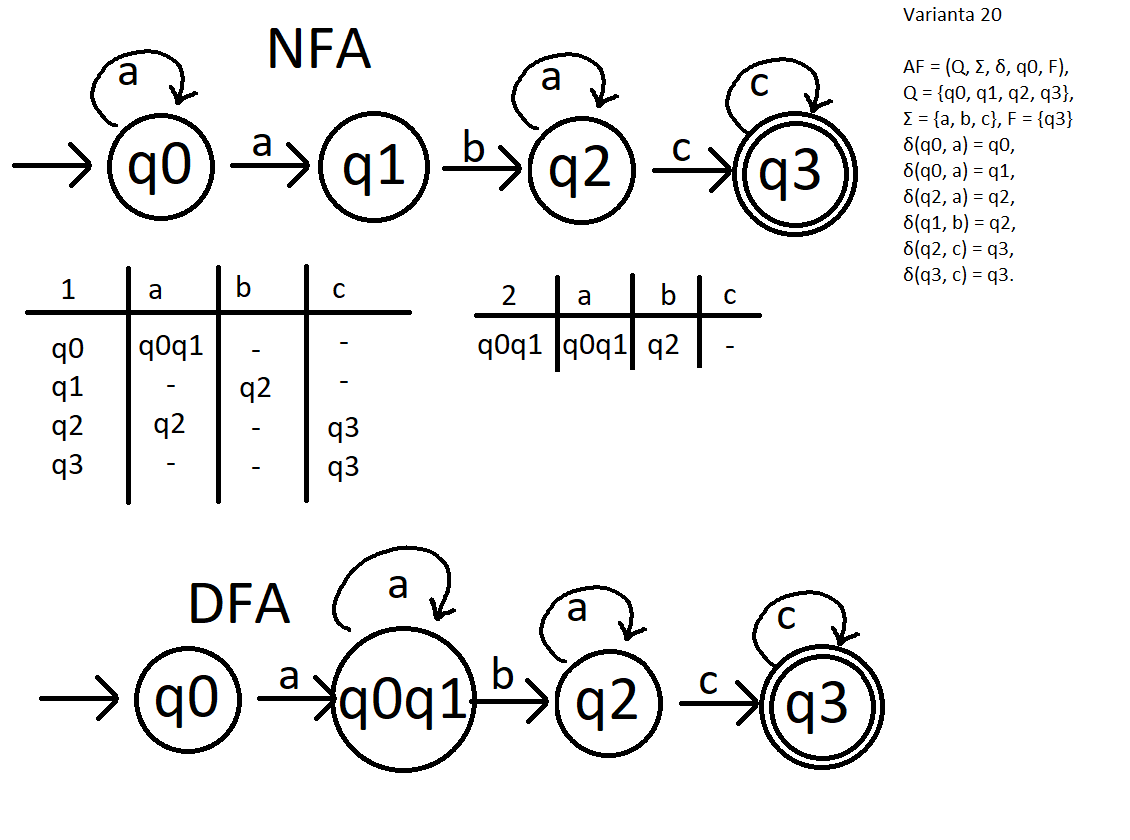 NFA
a
a
c
q0
a
q1
b
q2
c
q3
Varianta 20
AF = (Q, Σ, δ, q0, F),
Q = {q0, q1, q2, q3},
Σ = {a, b, c}, F = {q3}
δ(q0, a) = q0,
δ(q0, a) = q1,
δ(q2, a) = q2,
δ(q1, b) = q2,
δ(q2, c) = q3,
δ(q3, c) = q3.
1 a b c
q0 q0q1 - -
q1 - q2 -
q2 q2 - q3
q3 - - q3
2 a b c
q0q1 q0q1 q2 -
DFA
a
a
c
q0
a
q0q1
b
q2
c
q3